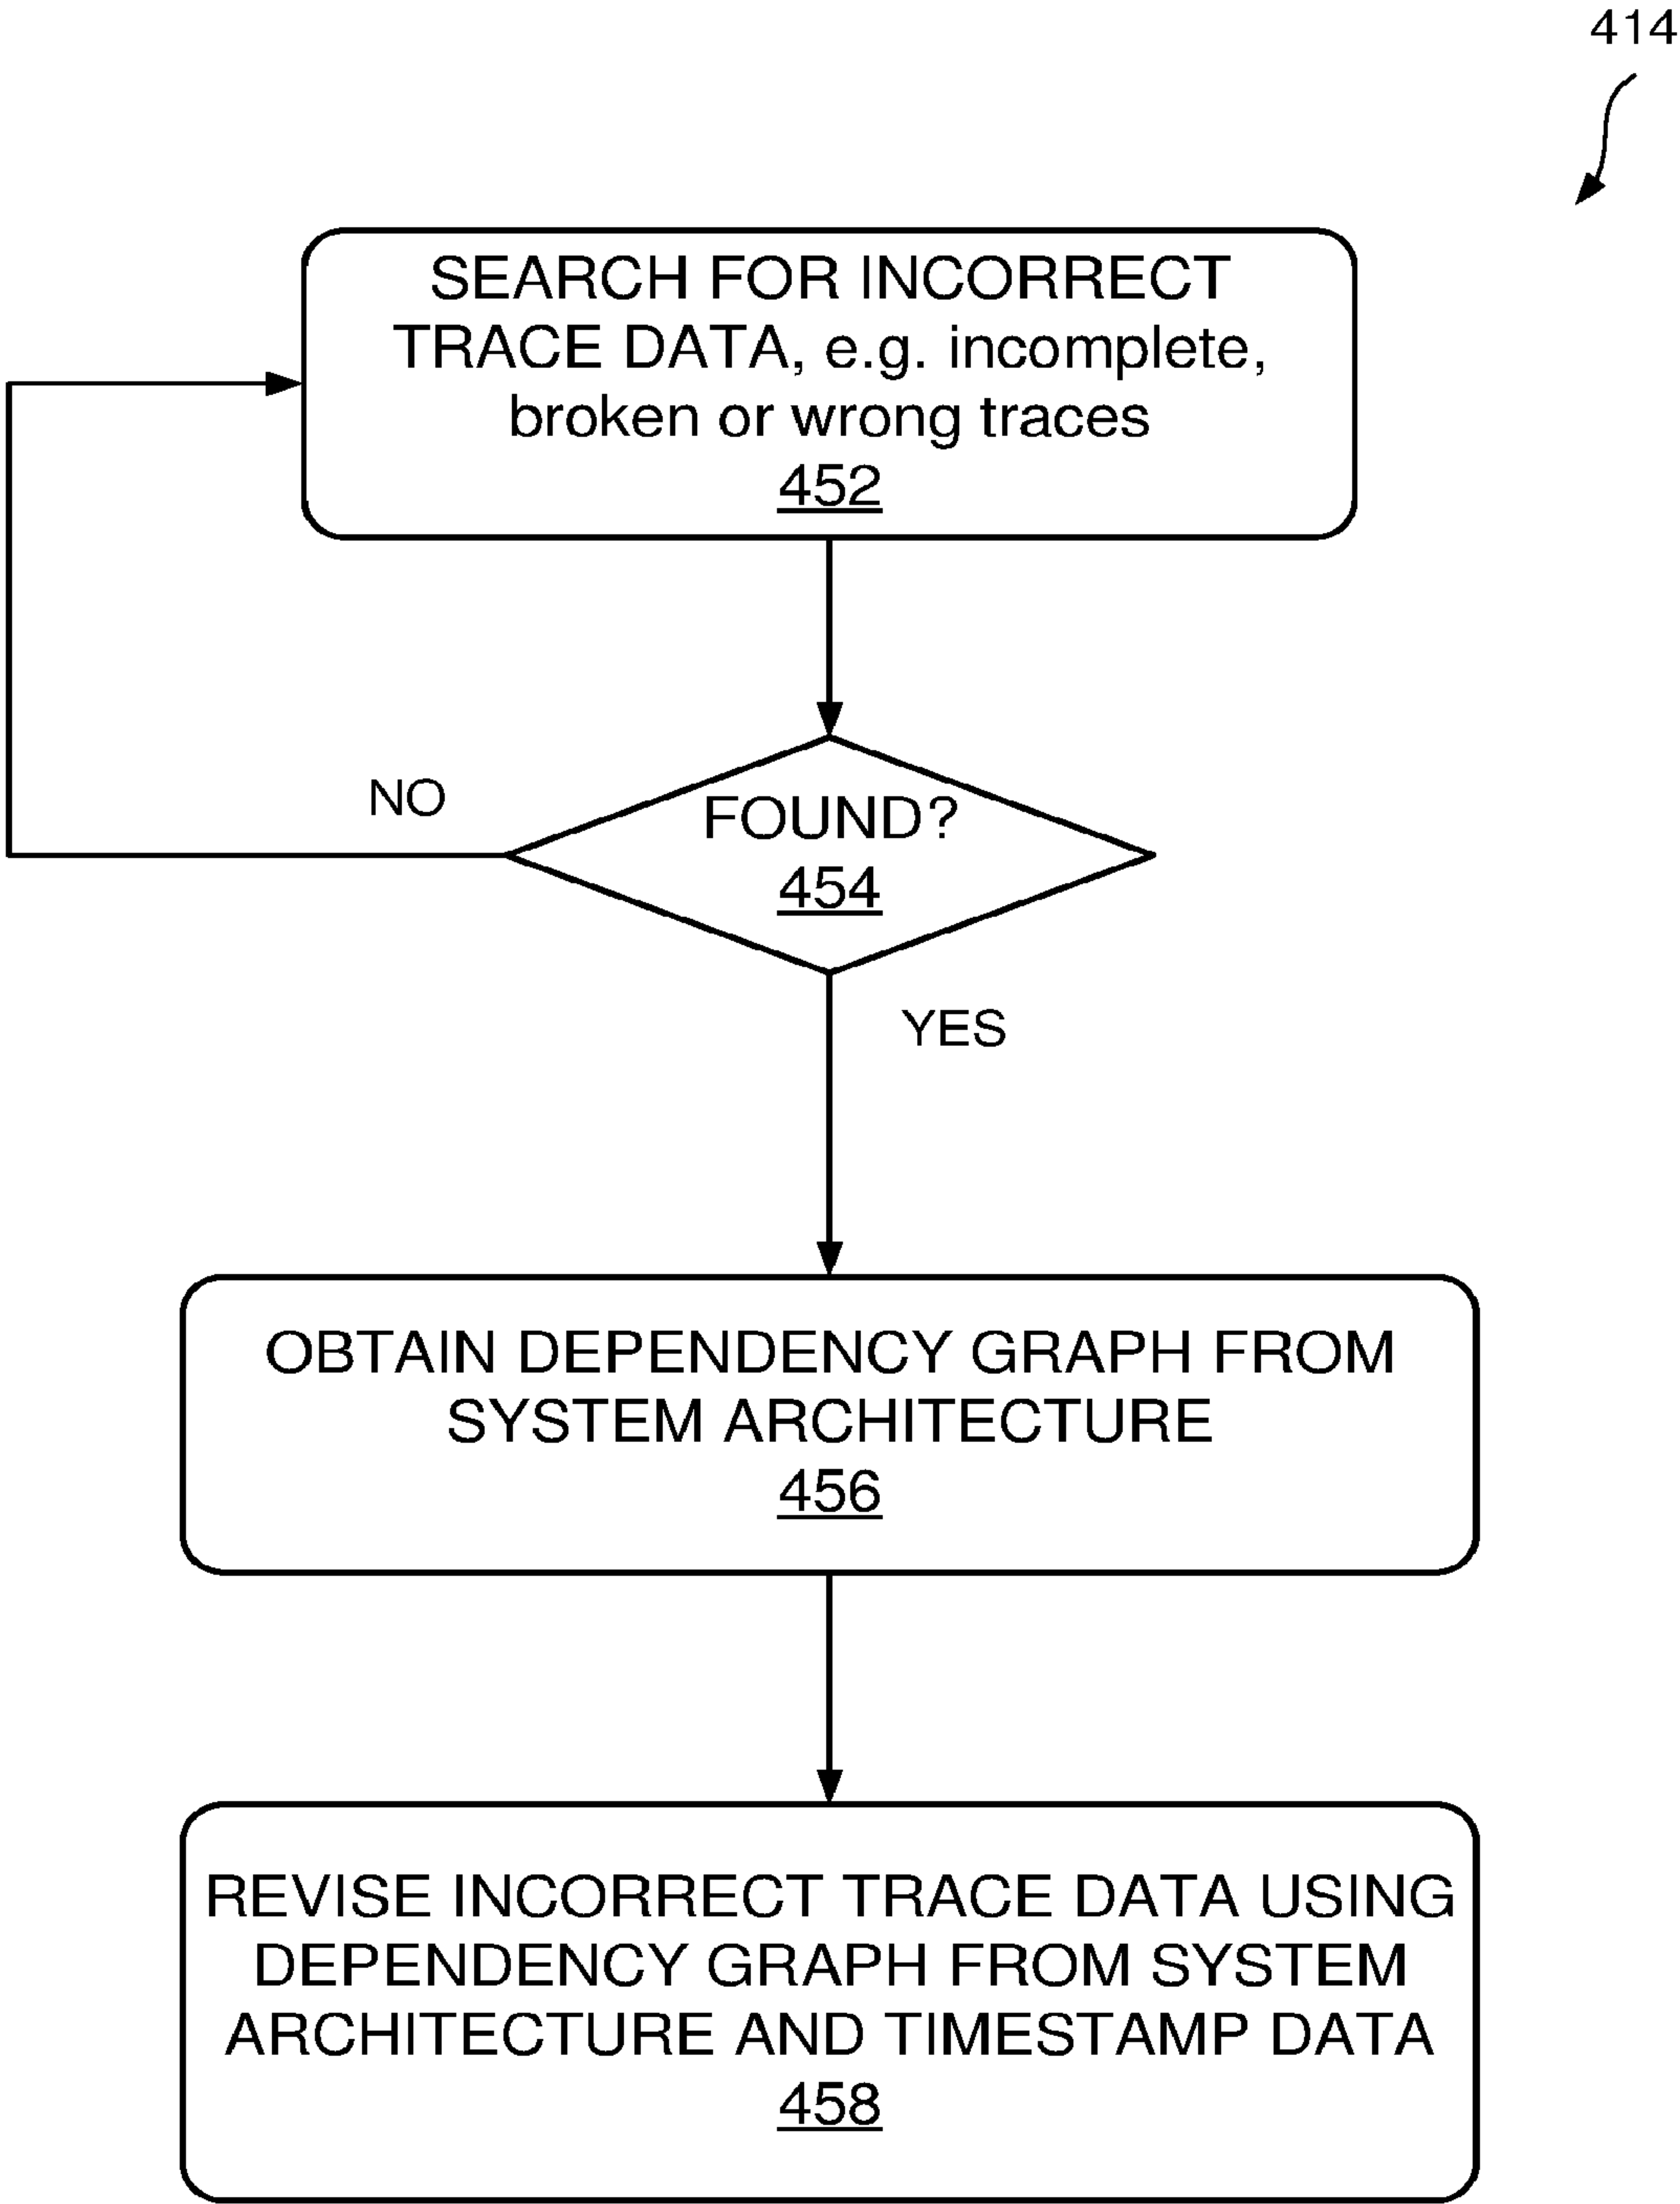 414
SEARCH FOR INCORRECT
TRACE DATA, e.g. incomplete,
broken or wrong traces
452
NO
FOUND?
454
YES
OBTAIN DEPENDENCY GRAPH FROM
SYSTEM ARCHITECTURE
456
REVISE INCORRECT TRACE DATA USING
DEPENDENCY GRAPH FROM SYSTEM
ARCHITECTURE AND TIMESTAMP DATA
458